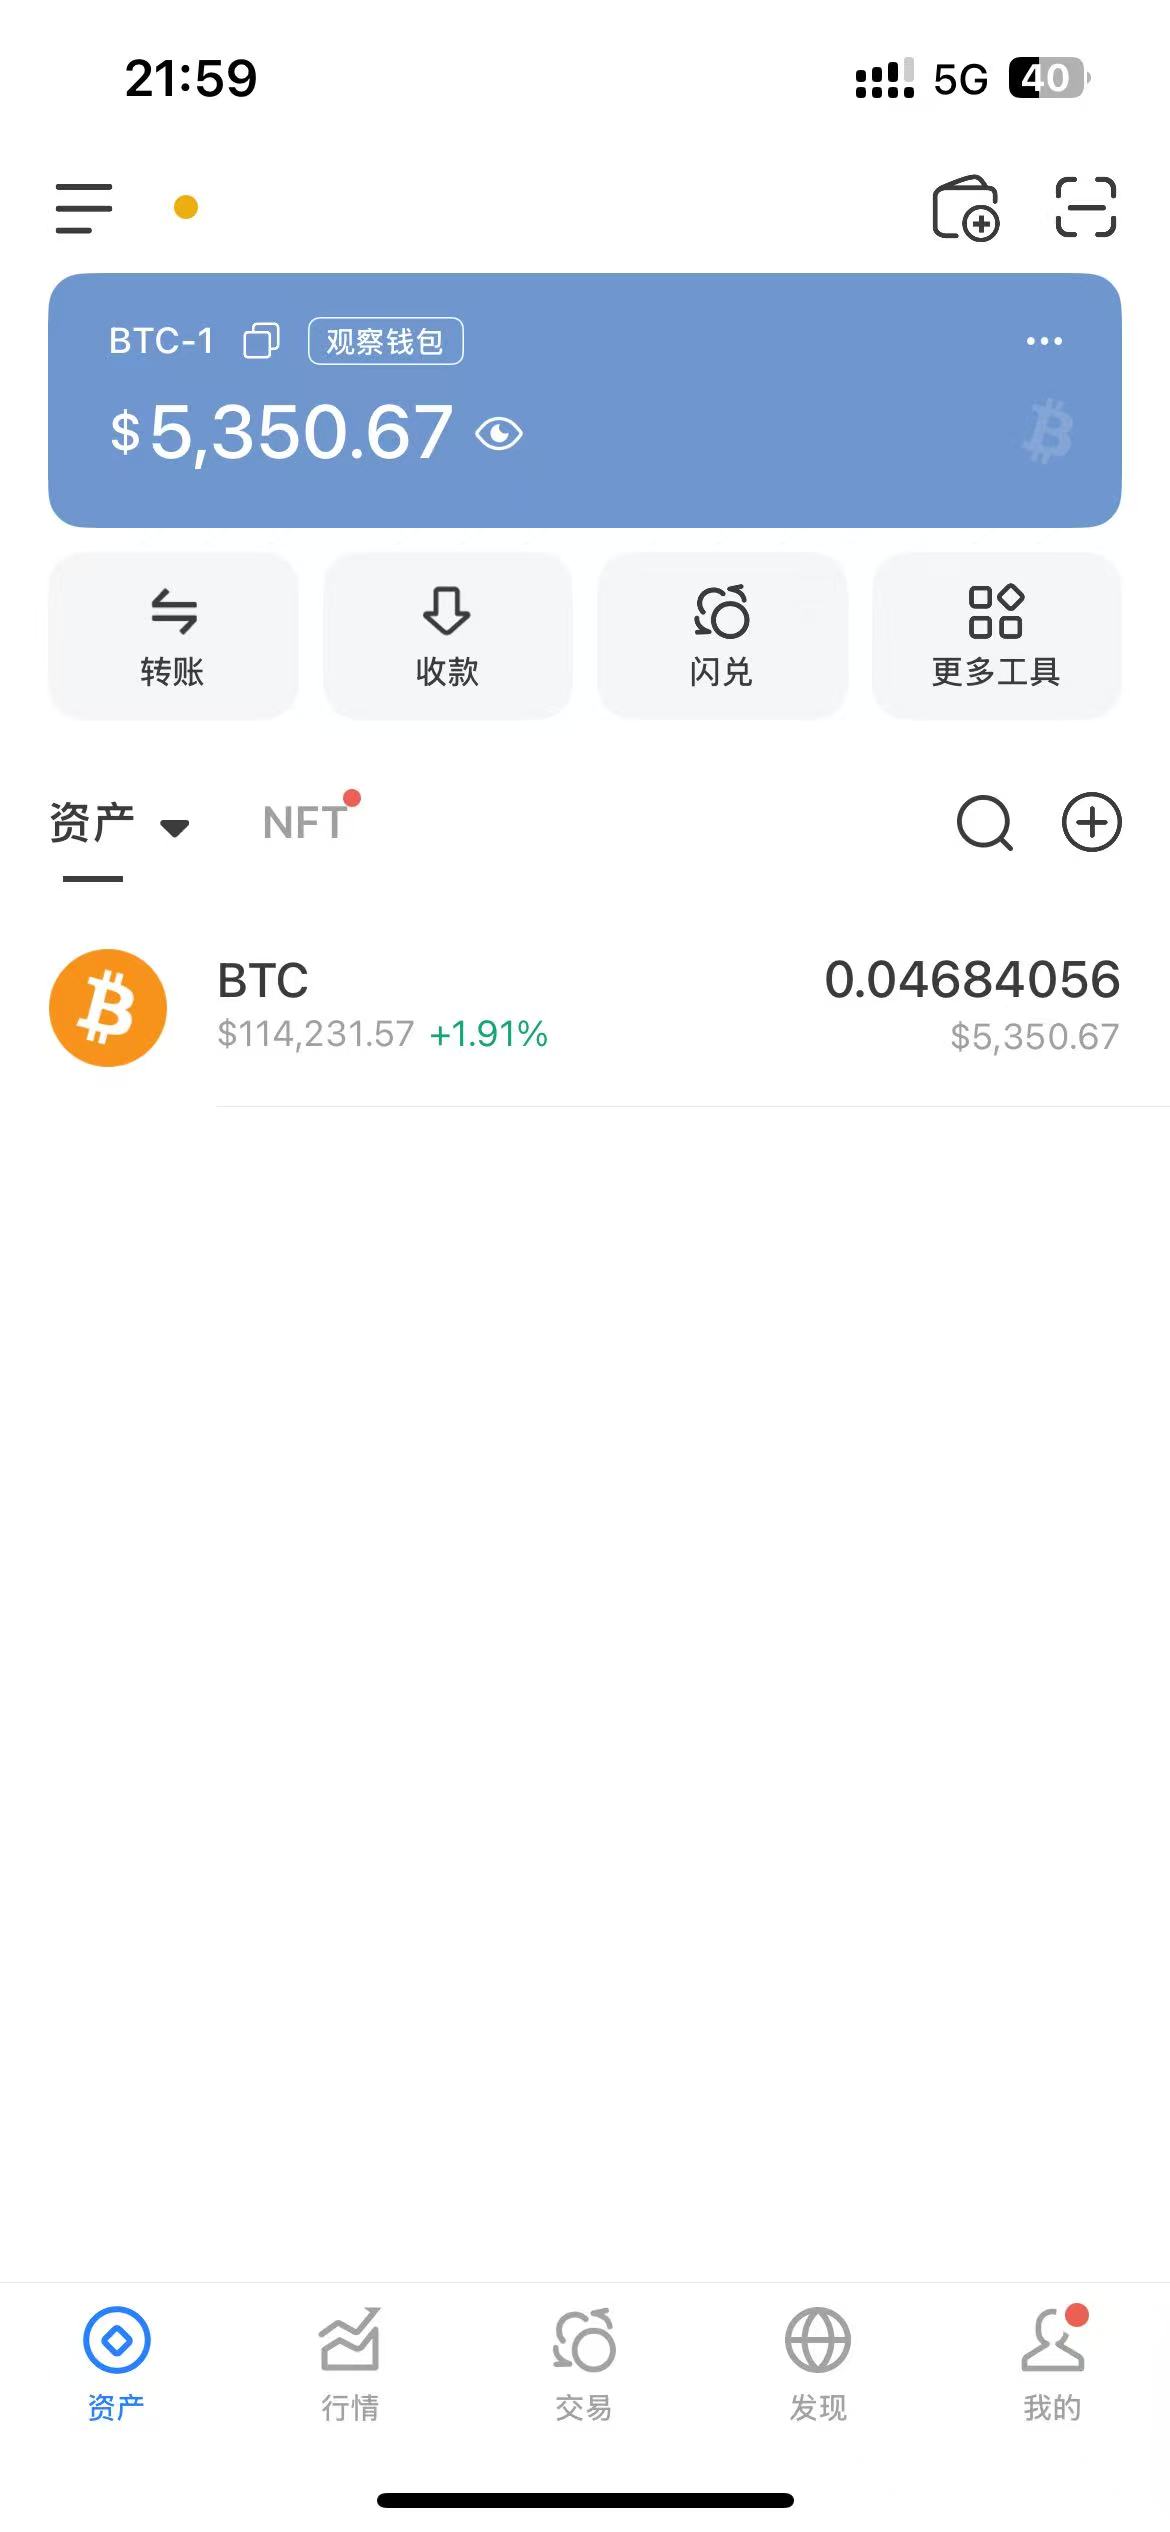 21:59 5G 40
BTC-1 观察钱包
$5,350.67
转账 收款 闪兑 更多工具
资产 NFT
BTC 0.04684056
$114,231.57 +1.91% $5,350.67
资产 行情 交易 发现 我的